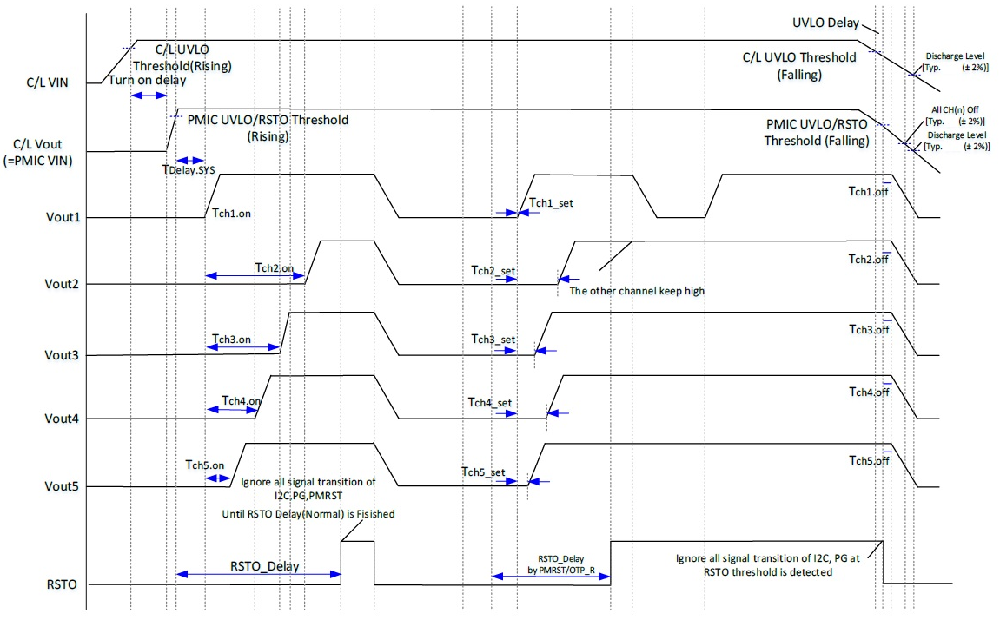 UVLO Delay
C/L UVLO
Threshold(Rising)
Turn on delay
C/L UVLO Threshold
(Falling)
Discharge Level
[Typ. (± 2%)]
C/L VIN
PMIC UVLO/RSTO Threshold
(Rising)
PMIC UVLO/RSTO
Threshold (Falling)
All CH(n) Off
[Typ. (± 2%)]
Discharge Level
[Typ. (± 2%)]
C/L Vout
(=PMIC VIN)
TDelay.SYS
Tch1.on
Tch1_set
Tch1.off
Vout1
Tch2.on
Tch2_set
Tch2.off
Vout2
The other channel keep high
Tch3.on
Tch3_set
Tch3.off
Vout3
Tch4.on
Tch4_set
Tch4.off
Vout4
Tch5.on
Tch5_set
Tch5.off
Vout5
Ignore all signal transition of
I2C,PG,PMRST
Until RSTO Delay(Normal) is Fisished
RSTO_Delay
RSTO_Delay
by PMRST/OTP_R
Ignore all signal transition of I2C, PG at
RSTO threshold is detected
RSTO